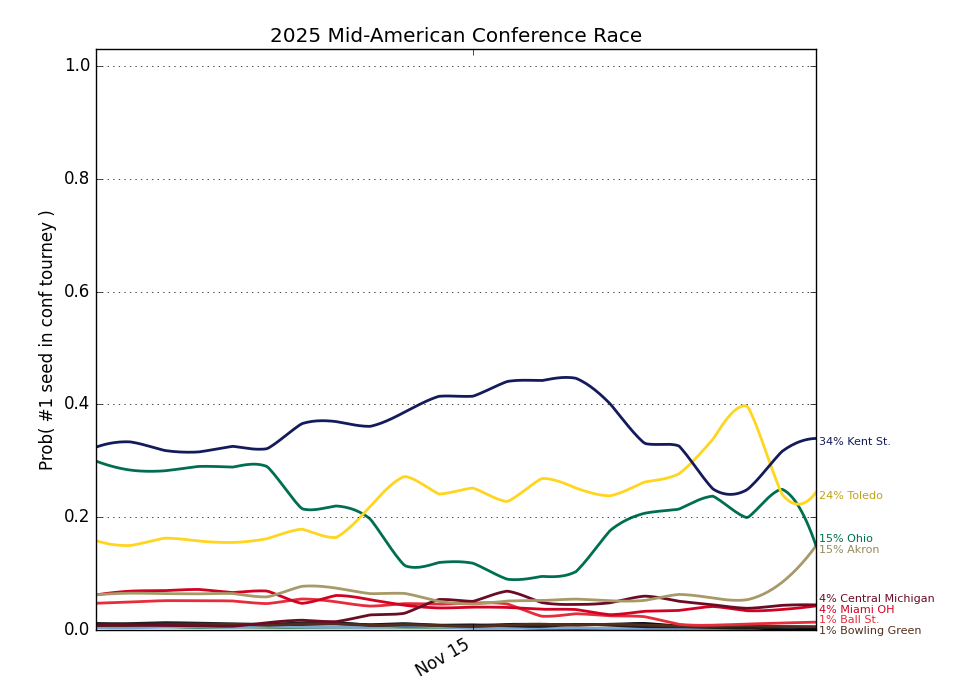 2025 Mid-American Conference Race
Prob( #1 seed in conf tourney )
1.0
0.8
0.6
0.4
0.2
0.0
Nov 15
34% Kent St.
24% Toledo
15% Ohio
15% Akron
4% Central Michigan
4% Miami OH
1% Ball St.
1% Bowling Green